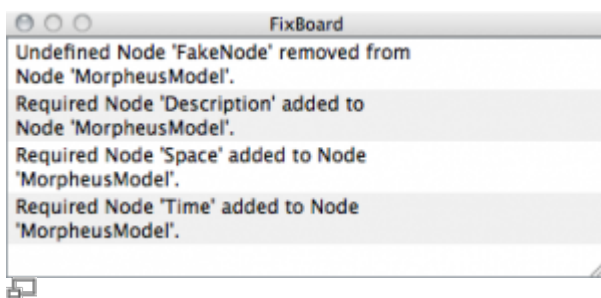 FixBoard
Undefined Node 'FakeNode' removed from
Node 'MorpheusModel'.
Required Node 'Description' added to
Node 'MorpheusModel'.
Required Node 'Space' added to Node
'MorpheusModel'.
Required Node 'Time' added to Node
'MorpheusModel'.